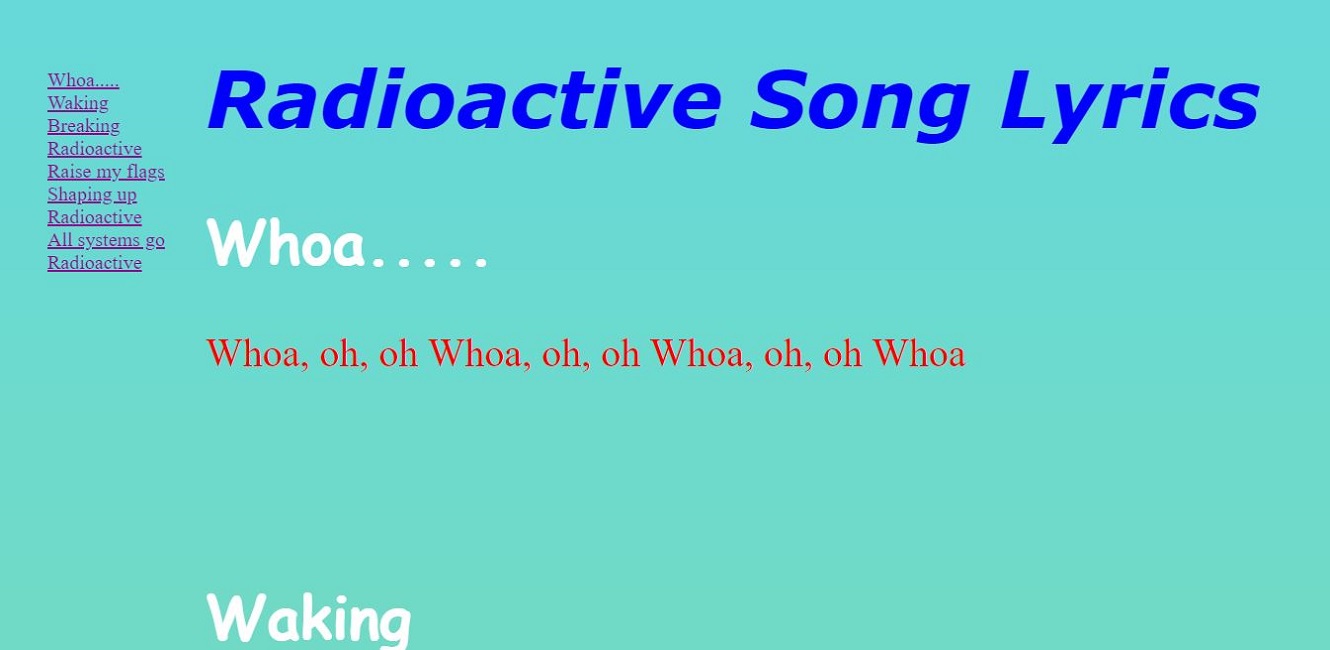 Whoa.....
Waking
Breaking
Radioactive
Raise my flags
Shaping up
Radioactive
All systems go
Radioactive
Radioactive Song Lyrics
Whoa.....
Whoa, oh, oh Whoa, oh, oh Whoa, oh, oh Whoa
Waking